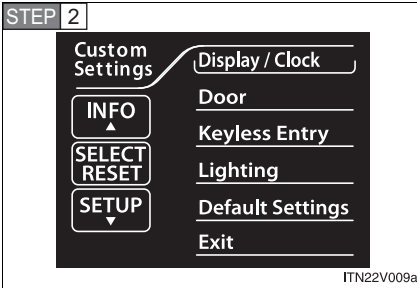 STEP 2
Custom
Settings
Display / Clock
INFO
Door
Keyless Entry
SELECT
RESET
Lighting
SETUP
Default Settings
Exit
ITN22V009a